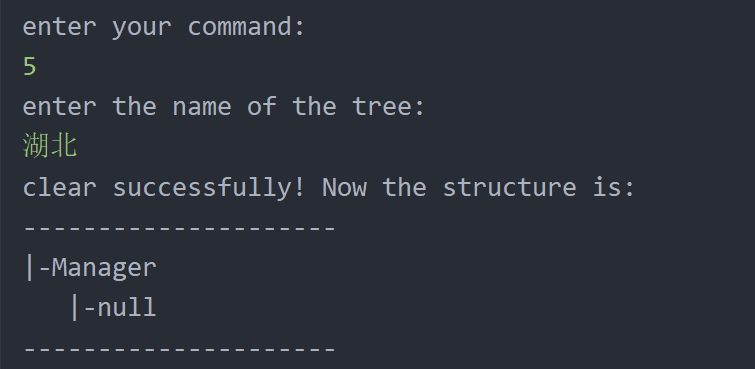 enter your command:
5
enter the name of the tree:
湖北
clear successfully! Now the structure is:
---------------------
|-Manager
   |-null
---------------------